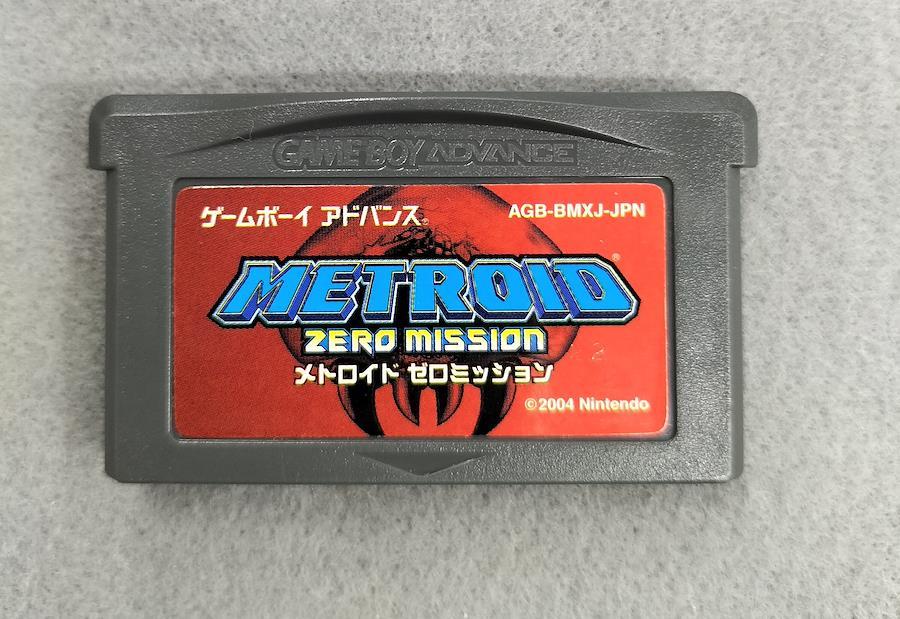 GAME BOY ADVANCE
ゲームボーイ アドバンス®
AGB-BMXJ-JPN
METROID®
ZERO MISSION
メトロイド ゼロミッション
©2004 Nintendo